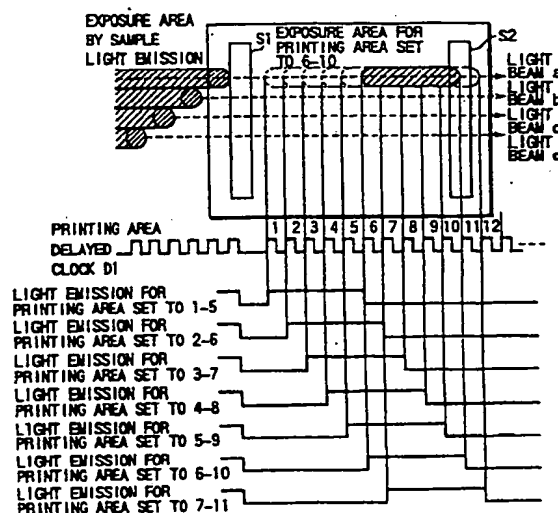 EXPOSURE AREA
BY SAMPLE
LIGHT EMISSION
S1
EXPOSURE AREA FOR
PRINTING AREA SET
TO 6-10
S2
LIGHT
BEAM a
LIGHT
BEAM b
LIGHT
BEAM c
LIGHT
BEAM d
PRINTING AREA
1 2 3 4 5 6 7 8 9 10 11 12
DELAYED
CLOCK D1
LIGHT EMISSION FOR
PRINTING AREA SET TO 1-5
LIGHT EMISSION FOR
PRINTING AREA SET TO 2-6
LIGHT EMISSION FOR
PRINTING AREA SET TO 3-7
LIGHT EMISSION FOR
PRINTING AREA SET TO 4-8
LIGHT EMISSION FOR
PRINTING AREA SET TO 5-9
LIGHT EMISSION FOR
PRINTING AREA SET TO 6-10
LIGHT EMISSION FOR
PRINTING AREA SET TO 7-11